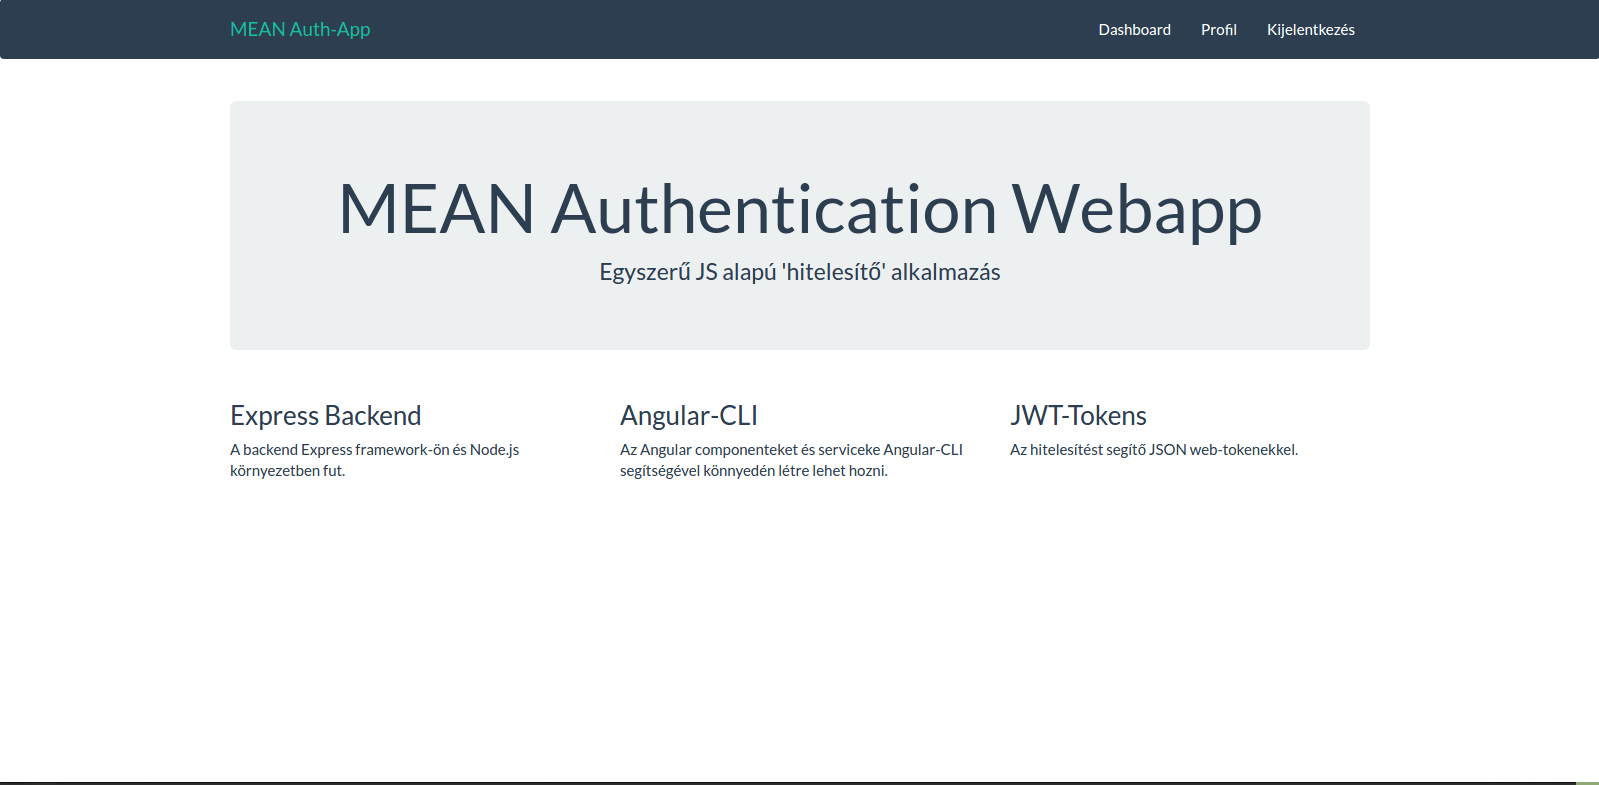 MEAN Auth-App
Dashboard Profil Kijelentkezés
MEAN Authentication Webapp
Egyszerű JS alapú 'hitelesítő' alkalmazás
Express Backend
A backend Express framework-ön és Node.js
környezetben fut.
Angular-CLI
Az Angular componenteket és serviceke Angular-CLI
segítségével könnyedén létre lehet hozni.
JWT-Tokens
Az hitelesítést segítő JSON web-tokenekkel.